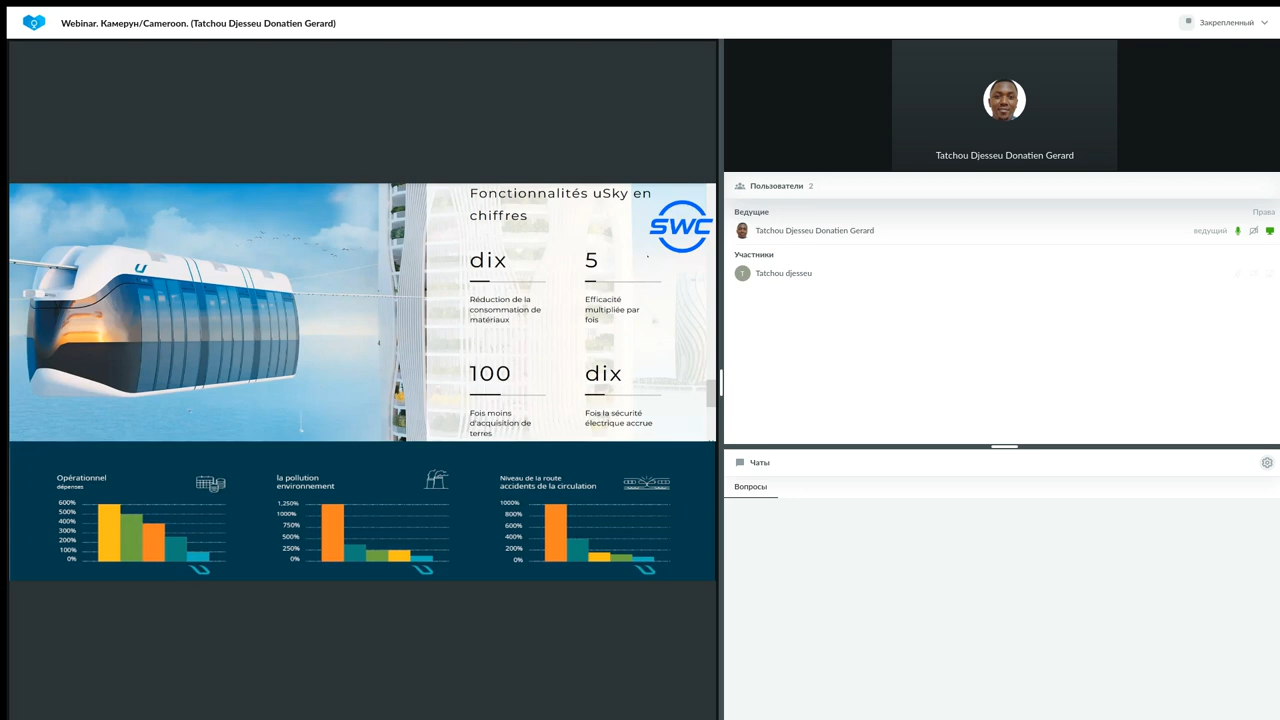 Webinar. Камерун/Cameroon. (Tatchou Djesseu Donatien Gerard)
Закрепленный
Fonctionnalités uSky en
chiffres
SWC
dix
Réduction de la
consommation de
matériaux
5
Efficacité
multipliée par
fois
100
Fois moins
d'acquisition de
terres
dix
Fois la sécurité
électrique accrue
Opérationnel
dépenses
600%
500%
400%
300%
200%
100%
0%
la pollution
environnement
1,250%
1000%
750%
500%
250%
0%
Niveau de la route
accidents de la circulation
1000%
800%
600%
400%
200%
0%
Tatchou Djesseu Donatien Gerard
Пользователи 2
Ведущие Права
Tatchou Djesseu Donatien Gerard ведущий
Участники
T Tatchou djesseu
Чаты
Вопросы